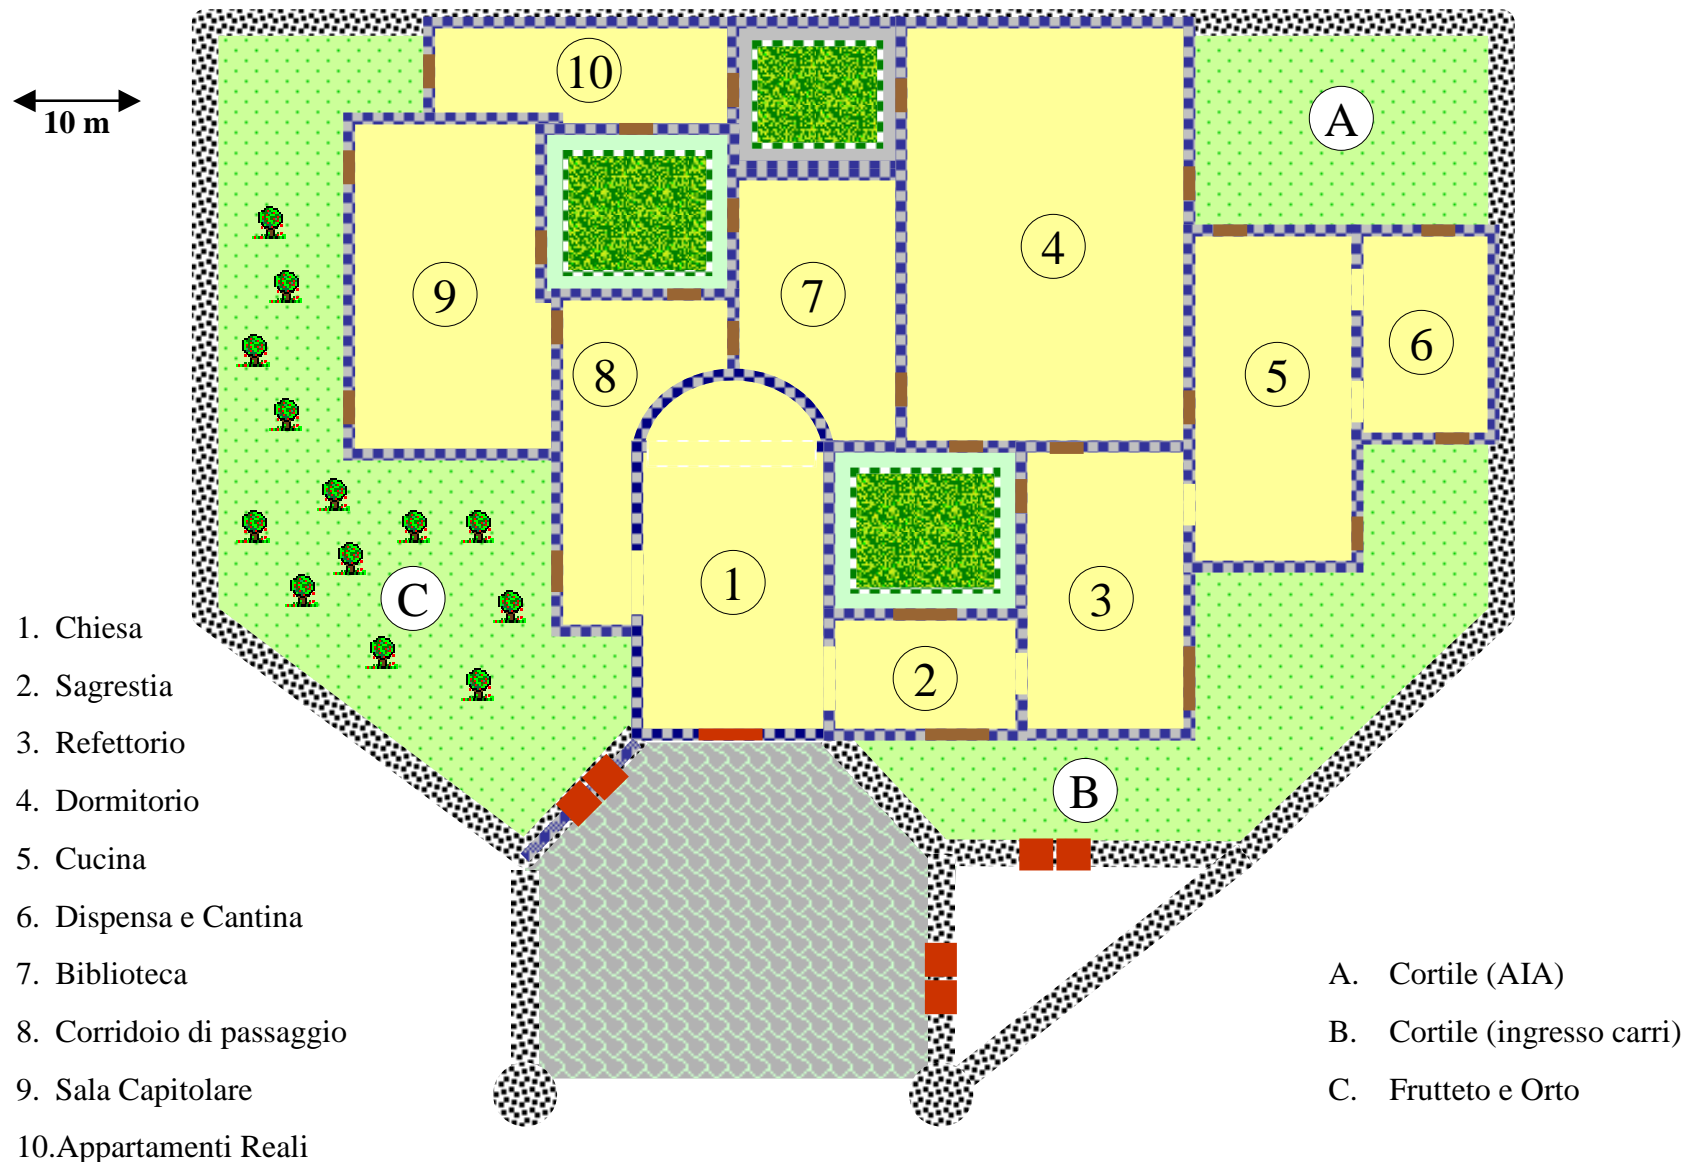 10
A
10 m
4
9
7
6
8
5
1
C
3
2
B
1. Chiesa
2. Sagrestia
3. Refettorio
4. Dormitorio
5. Cucina
6. Dispensa e Cantina
7. Biblioteca
8. Corridoio di passaggio
9. Sala Capitolare
10.Appartamenti Reali
A. Cortile (AIA)
B. Cortile (ingresso carri)
C. Frutteto e Orto